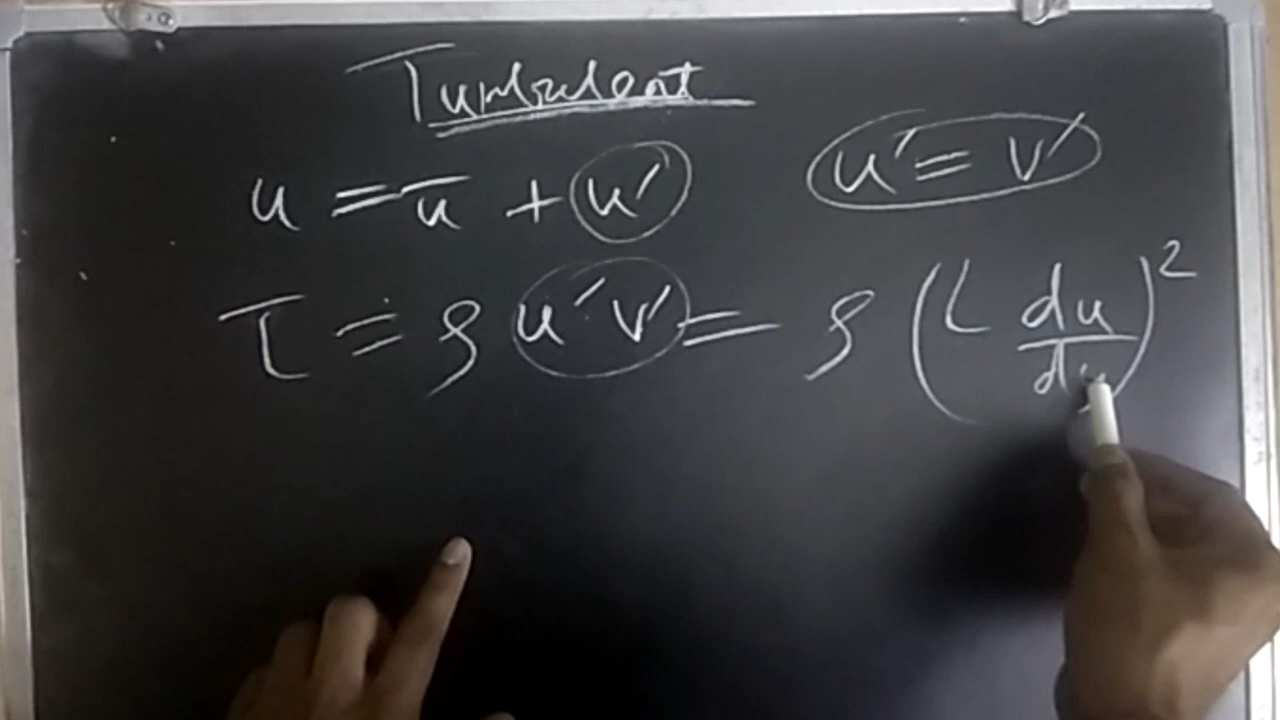 Turbulent
u = ū + u′
u′ = v′
τ = ρ u′ v′ = ρ (L du/dy)²